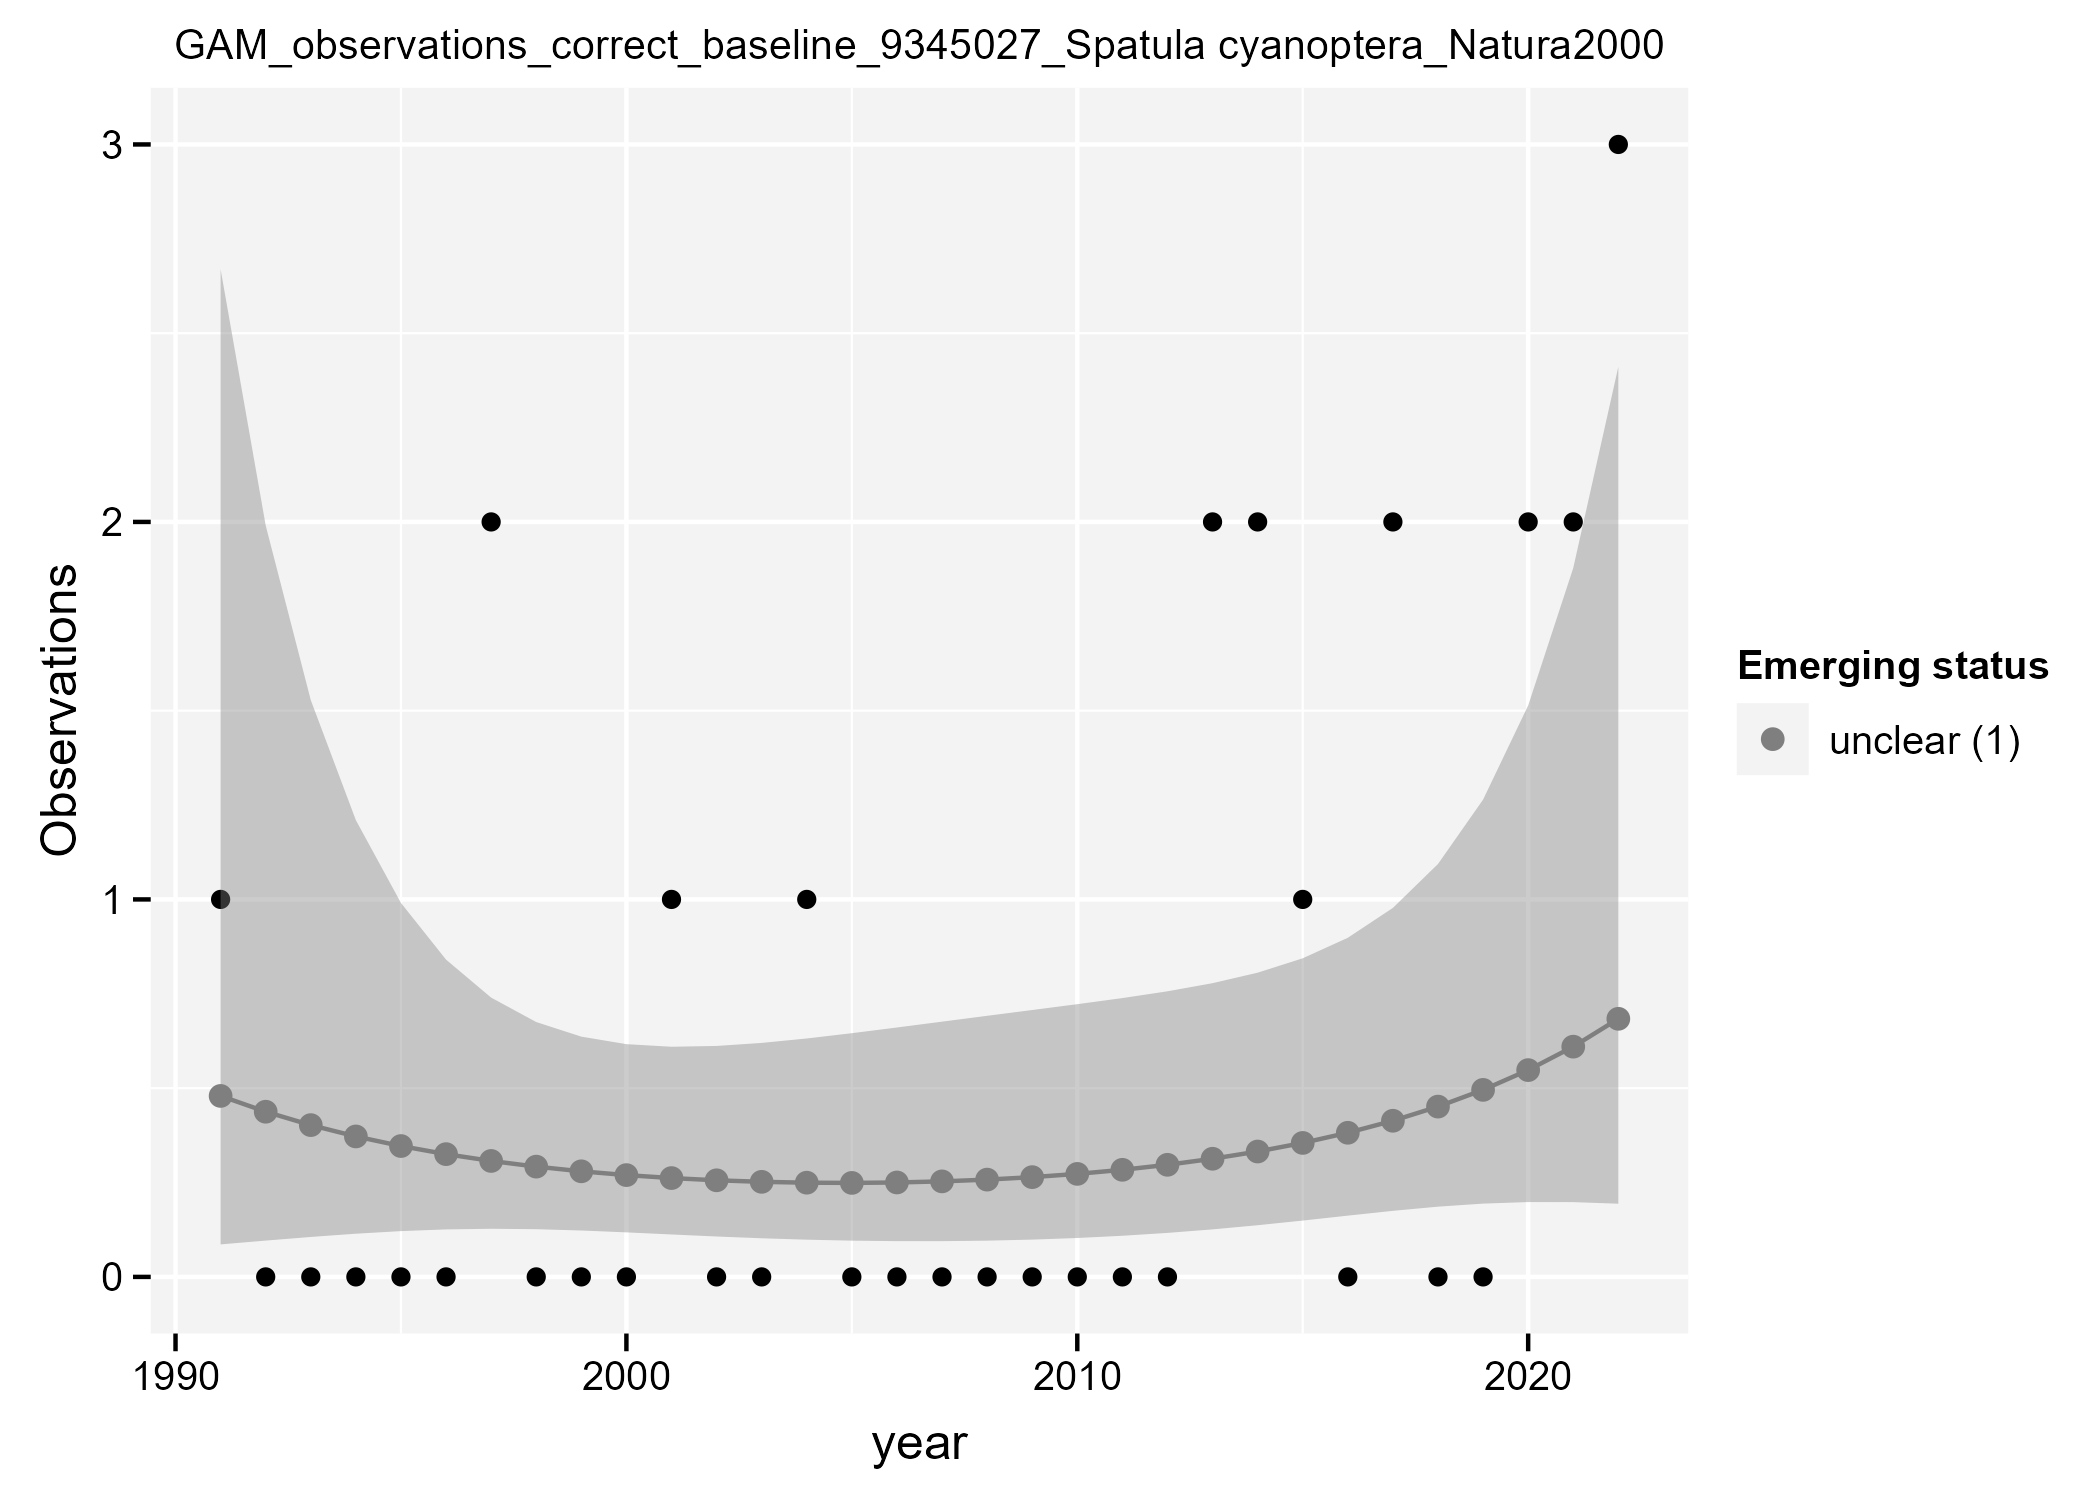 GAM_observations_correct_baseline_9345027_Spatula cyanoptera_Natura2000
3
2
1
0
Observations
1990
2000
2010
2020
year
Emerging status
unclear (1)